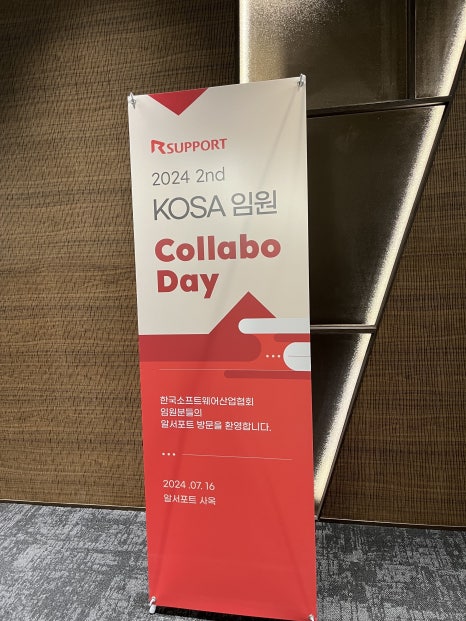 RSUPPORT
2024 2nd
KOSA 임원
Collabo
Day
한국소프트웨어산업협회
임원분들의
알서포트 방문을 환영합니다.
2024 .07. 16
알서포트 사옥